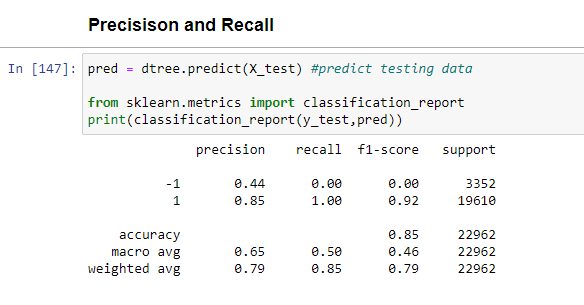 Precisison and Recall
In [147]: pred = dtree.predict(X_test) #predict testing data
from sklearn.metrics import classification_report
print(classification_report(y_test,pred))
precision recall f1-score support
-1 0.44 0.00 0.00 3352
1 0.85 1.00 0.92 19610
accuracy 0.85 22962
macro avg 0.65 0.50 0.46 22962
weighted avg 0.79 0.85 0.79 22962